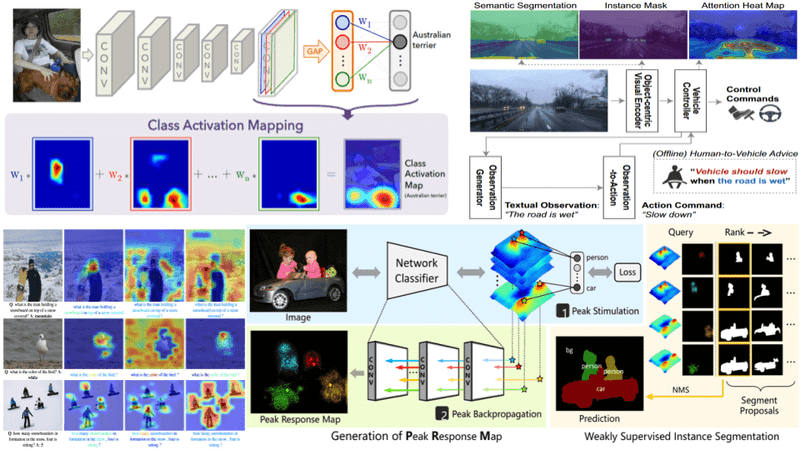 CONV
CONV
CONV
CONV
CONV
GAP
W1
W2
Wn
Australian
terrier
Class Activation Mapping
W1 * + W2 * + ... + Wn * =
Class
Activation
Map
(Australian terrier)
Semantic Segmentation
Instance Mask
Attention Heat Map
Object-centric
Visual Encoder
Vehicle
Controller
Control
Commands
(Offline) Human-to-Vehicle Advice
"Vehicle should slow
when the road is wet"
Observation
Generator
Textual Observation:
"The road is wet"
Observation
-to-Action
Action Command:
"Slow down"
Q: what is the man holding a
snowboard on top of a snow
covered? A: mountain
what is the man holding a
snowboard on top of a snow covered
what is the man holding a
snowboard on top of a snow covered ?
what is the man holding a
snowboard on top of a snow covered ?
Q: what is the color of the bird? A:
white
what is the color of the bird ?
what is the color of the bird ?
what is the color of the bird ?
Q: how many snowboarders in
formation in the snow, four is
sitting? A: 5
how many snowboarders in
formation in the snow , four is
sitting ?
how many snowboarders in
formation in the snow , four is
sitting ?
how many snowboarders in
formation in the snow , four is
sitting ?
Image
Network
Classifier
person
car
Loss
1 Peak Stimulation
Peak Response Map
CONV
CONV
CONV
2 Peak Backpropagation
Generation of Peak Response Map
Query
Rank
bg
person
person
car
Prediction
NMS
Segment
Proposals
Weakly Supervised Instance Segmentation